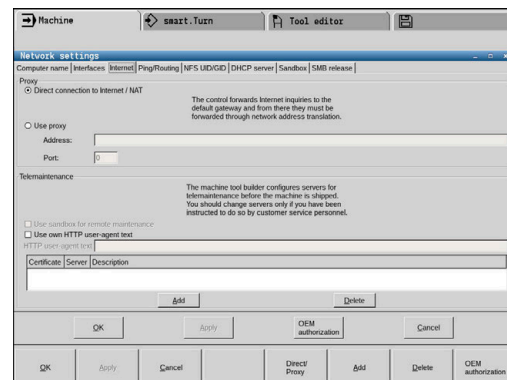 Machine
smart.Turn
Tool editor
Network settings
Computer name Interfaces Internet Ping/Routing NFS UID/GID DHCP server Sandbox SMB release
Proxy
Direct connection to Internet / NAT
The control forwards Internet inquiries to the
default gateway and from there they must be
forwarded through network address translation.
Use proxy
Address:
Port: 0
Telemaintenance
The machine tool builder configures servers for
telemaintenance before the machine is shipped.
You should change servers only if you have been
instructed to do so by customer service personnel.
Use sandbox for remote maintenance
Use own HTTP user-agent text
HTTP user-agent text
Certificate Server Description
Add Delete
OK Apply OEM authorization Cancel
OK Apply Cancel Direct/ Proxy Add Delete OEM authorization